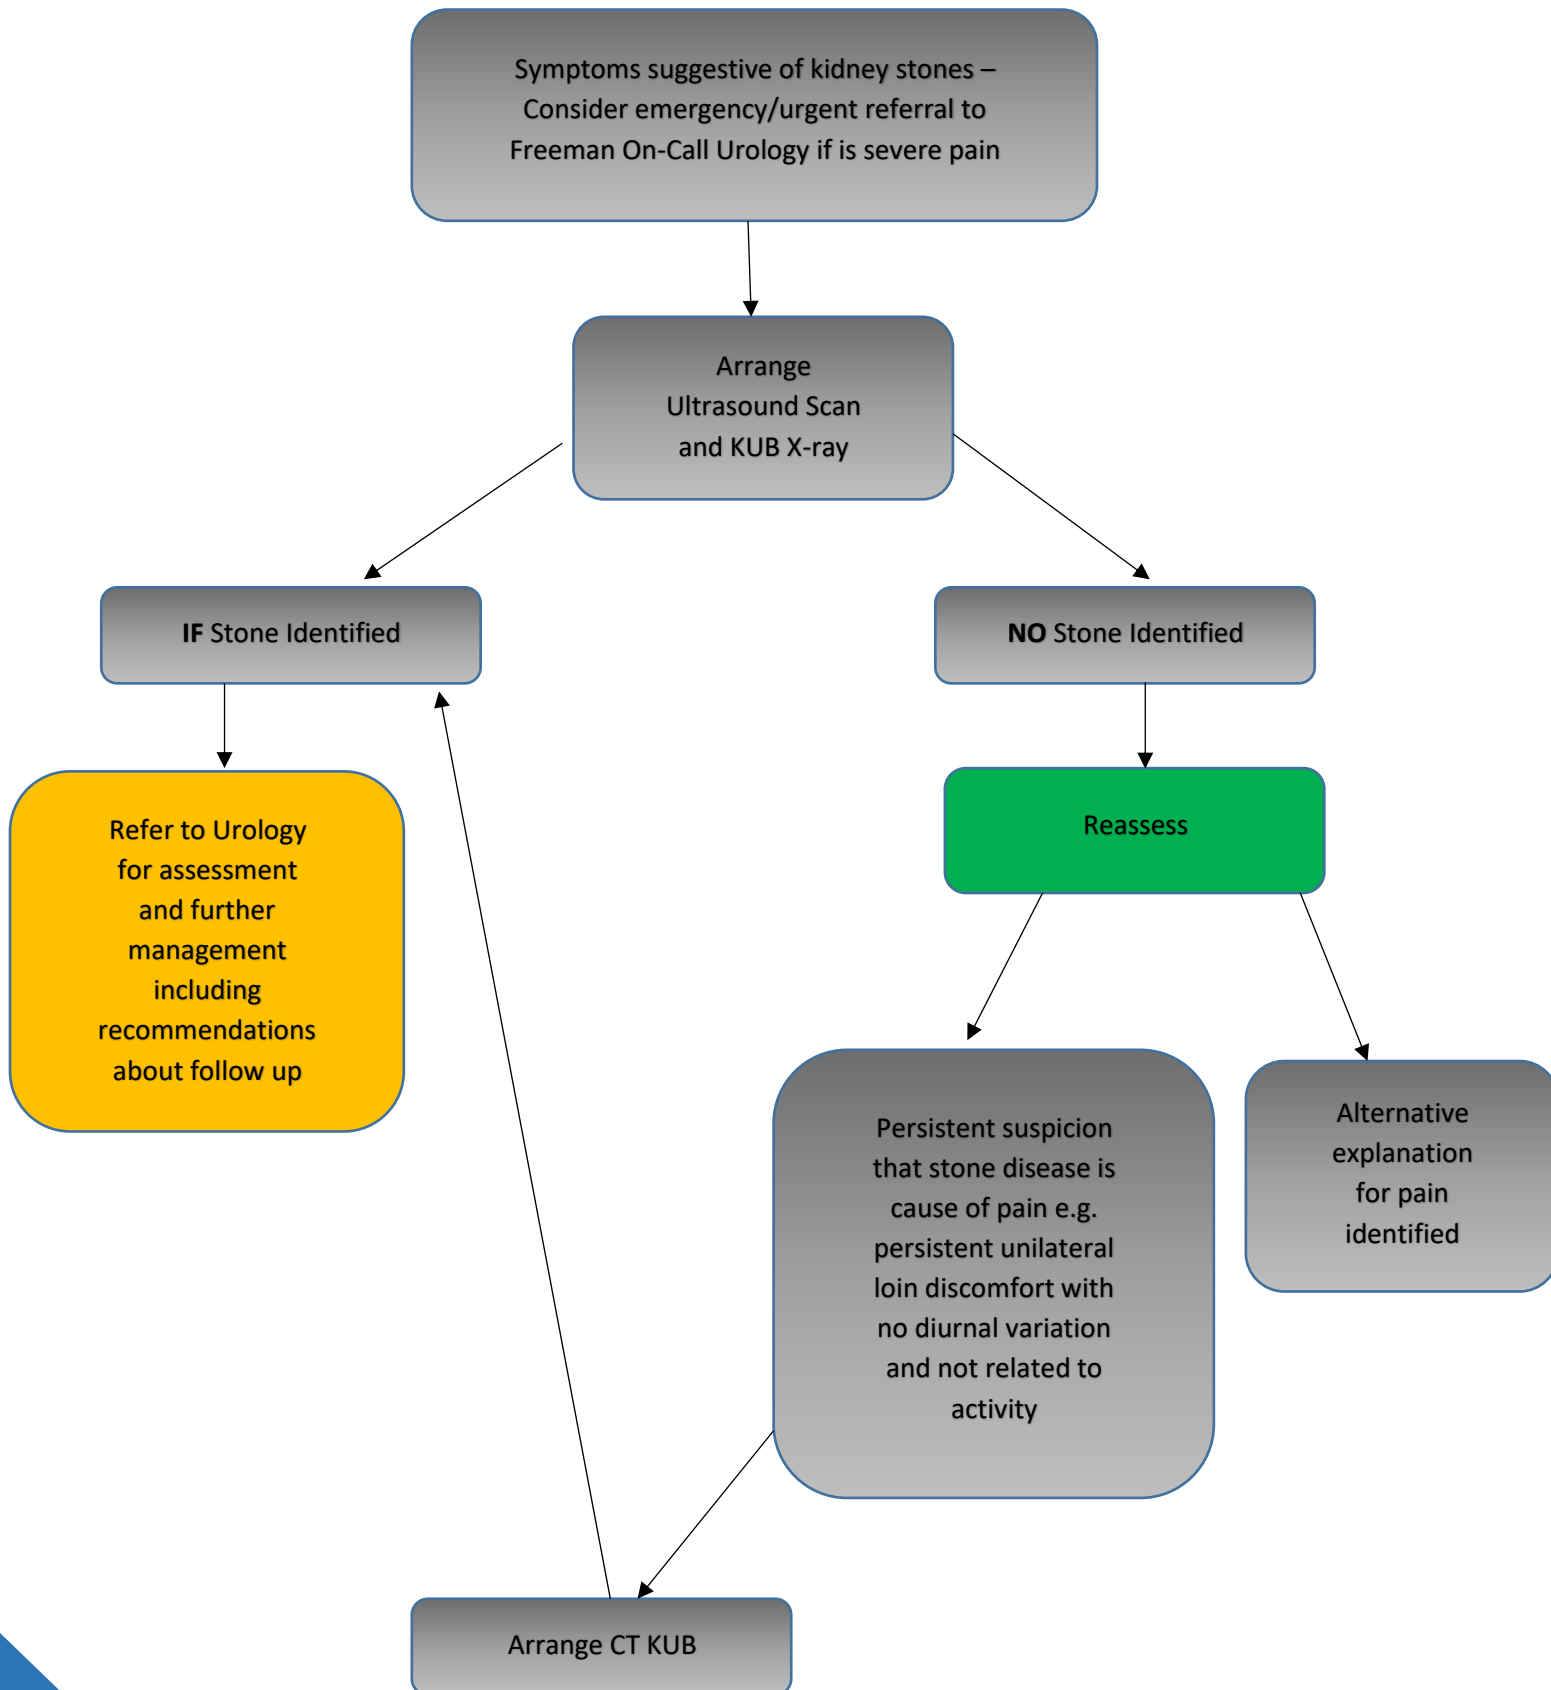 Symptoms suggestive of kidney stones –
Consider emergency/urgent referral to
Freeman On-Call Urology if is severe pain
Arrange
Ultrasound Scan
and KUB X-ray
IF Stone Identified
NO Stone Identified
Refer to Urology
for assessment
and further
management
including
recommendations
about follow up
Reassess
Persistent suspicion
that stone disease is
cause of pain e.g.
persistent unilateral
loin discomfort with
no diurnal variation
and not related to
activity
Alternative
explanation
for pain
identified
Arrange CT KUB